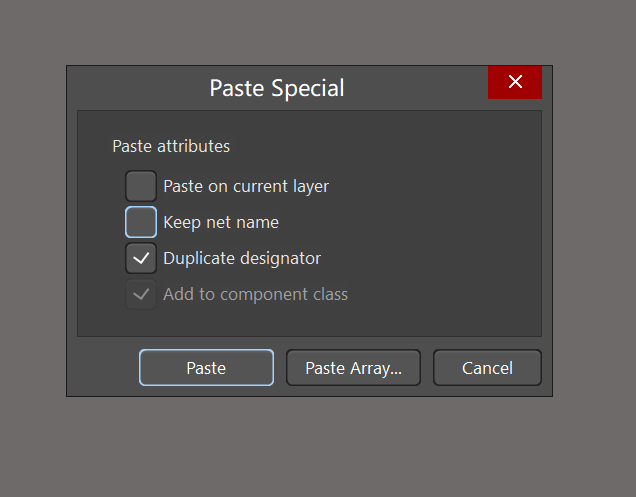 Paste Special
Paste attributes
Paste on current layer
Keep net name
Duplicate designator
Add to component class
Paste Paste Array... Cancel